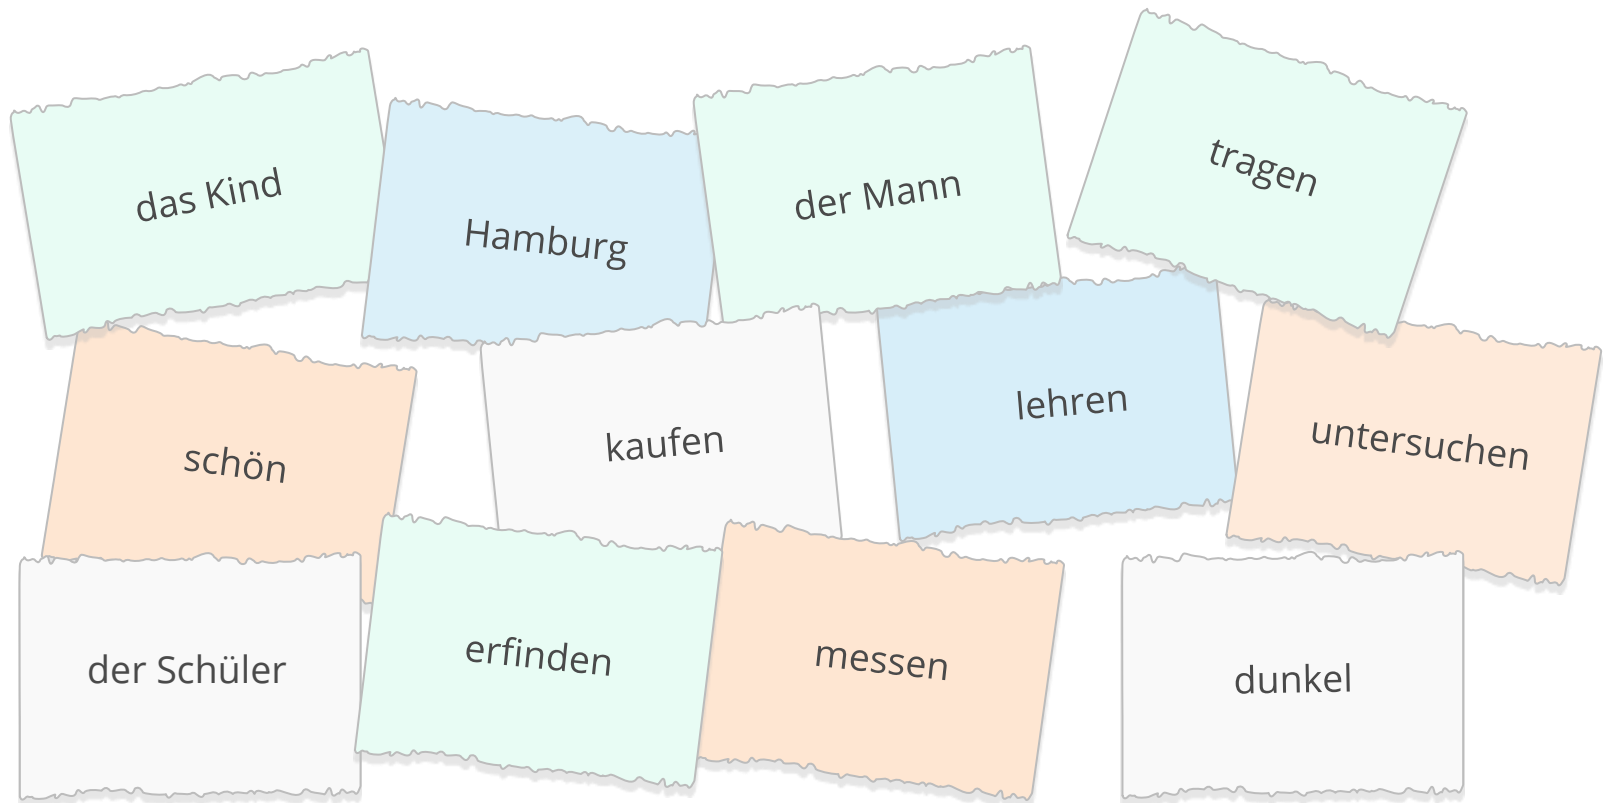 das Kind
Hamburg
der Mann
tragen
schön
kaufen
lehren
untersuchen
der Schüler
erfinden
messen
dunkel